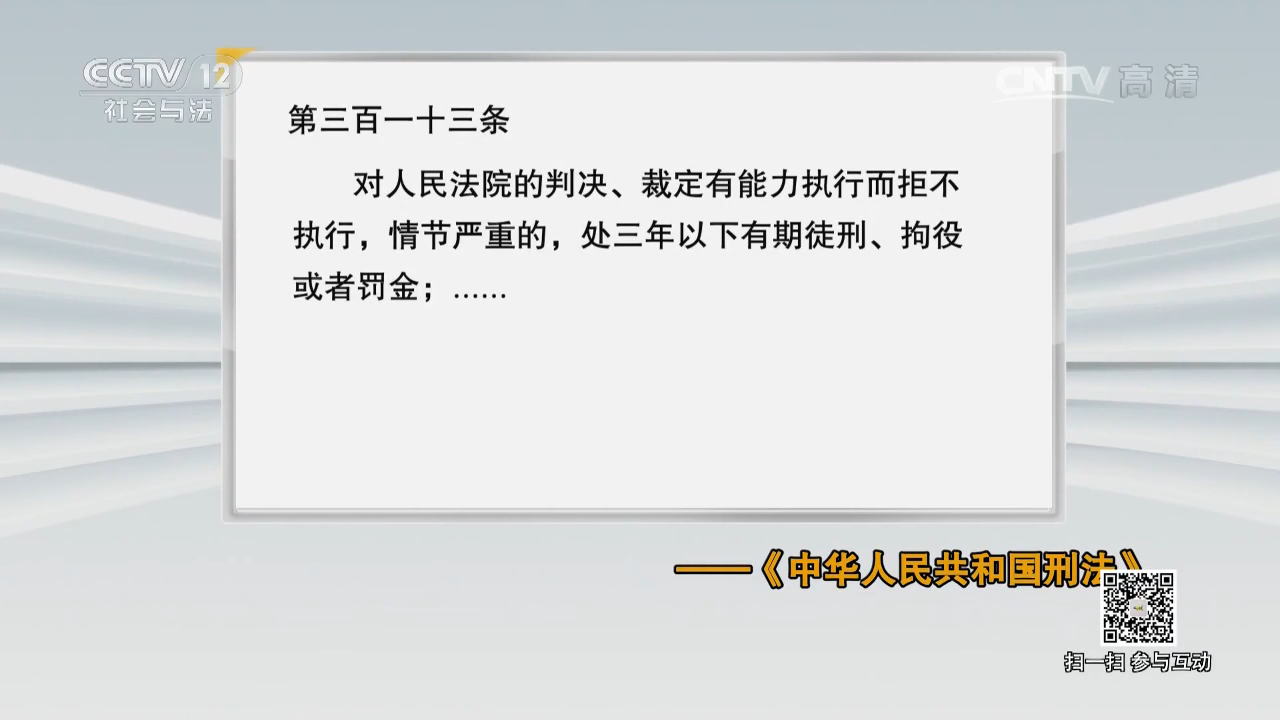 CCTV 12
社会与法
CNTV 高清
第三百一十三条
对人民法院的判决、裁定有能力执行而拒不
执行，情节严重的，处三年以下有期徒刑、拘役
或者罚金；......
——《中华人民共和国刑法》
扫一扫 参与互动